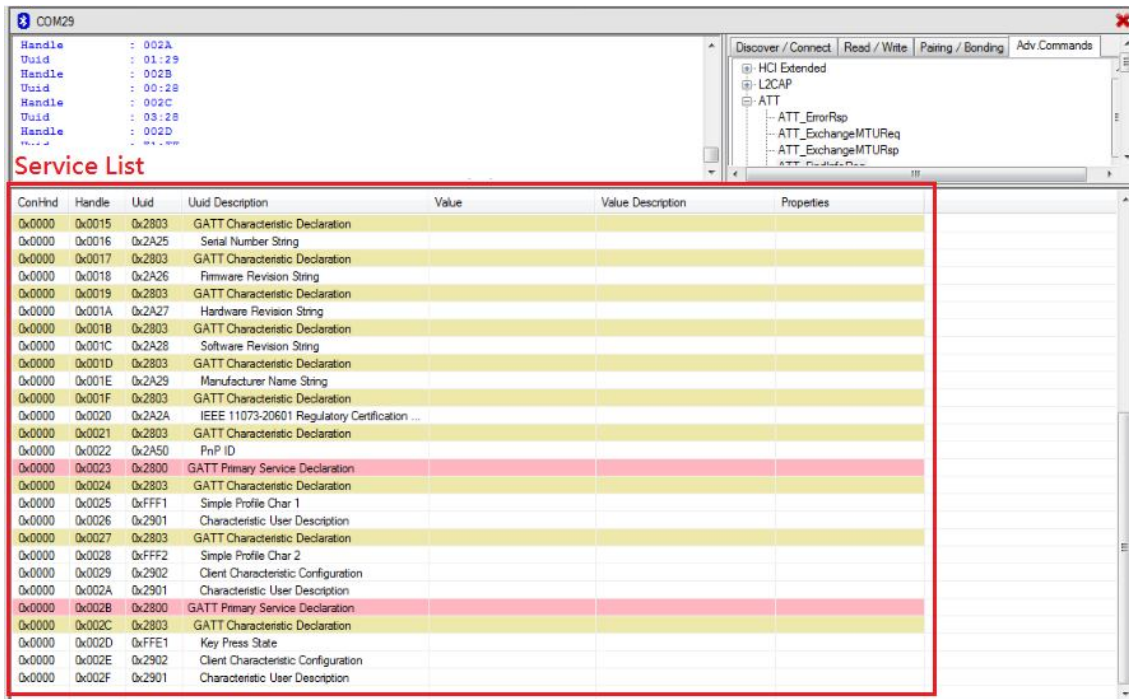 COM29
Handle : 002A
Uuid : 01:29
Handle : 002B
Uuid : 00:28
Handle : 002C
Uuid : 03:28
Handle : 002D
Service List
Discover / Connect Read / Write Pairing / Bonding Adv.Commands
HCI Extended
L2CAP
ATT
ATT_ErrorRsp
ATT_ExchangeMTUReq
ATT_ExchangeMTURsp
ConHnd Handle Uuid Uuid Description Value Value Description Properties
0x0000 0x0015 0x2803 GATT Characteristic Declaration
0x0000 0x0016 0x2A25 Serial Number String
0x0000 0x0017 0x2803 GATT Characteristic Declaration
0x0000 0x0018 0x2A26 Firmware Revision String
0x0000 0x0019 0x2803 GATT Characteristic Declaration
0x0000 0x001A 0x2A27 Hardware Revision String
0x0000 0x001B 0x2803 GATT Characteristic Declaration
0x0000 0x001C 0x2A28 Software Revision String
0x0000 0x001D 0x2803 GATT Characteristic Declaration
0x0000 0x001E 0x2A29 Manufacturer Name String
0x0000 0x001F 0x2803 GATT Characteristic Declaration
0x0000 0x0020 0x2A2A IEEE 11073-20601 Regulatory Certification ...
0x0000 0x0021 0x2803 GATT Characteristic Declaration
0x0000 0x0022 0x2A50 PnP ID
0x0000 0x0023 0x2800 GATT Primary Service Declaration
0x0000 0x0024 0x2803 GATT Characteristic Declaration
0x0000 0x0025 0xFFF1 Simple Profile Char 1
0x0000 0x0026 0x2901 Characteristic User Description
0x0000 0x0027 0x2803 GATT Characteristic Declaration
0x0000 0x0028 0xFFF2 Simple Profile Char 2
0x0000 0x0029 0x2902 Client Characteristic Configuration
0x0000 0x002A 0x2901 Characteristic User Description
0x0000 0x002B 0x2800 GATT Primary Service Declaration
0x0000 0x002C 0x2803 GATT Characteristic Declaration
0x0000 0x002D 0xFFE1 Key Press State
0x0000 0x002E 0x2902 Client Characteristic Configuration
0x0000 0x002F 0x2901 Characteristic User Description